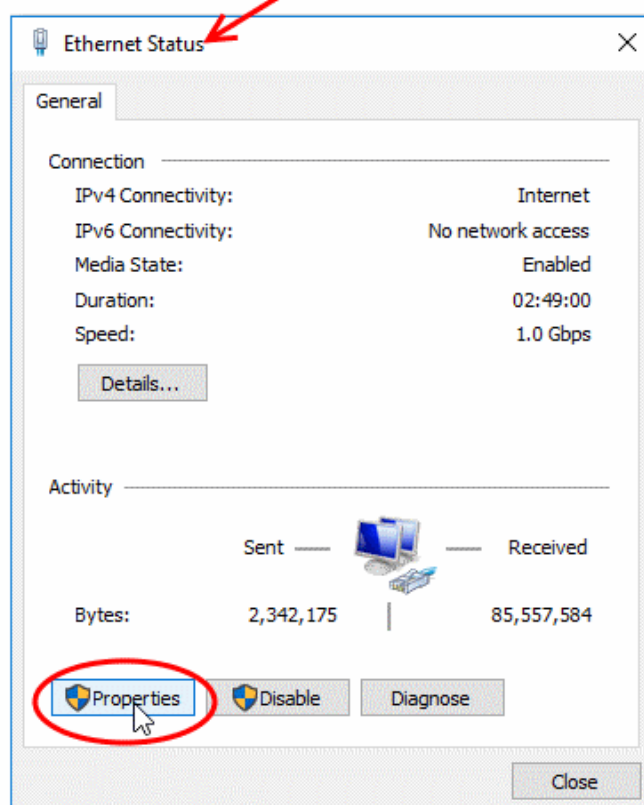 Ethernet Status
General
Connection
IPv4 Connectivity: Internet
IPv6 Connectivity: No network access
Media State: Enabled
Duration: 02:49:00
Speed: 1.0 Gbps
Details...
Activity
Sent Received
Bytes: 2,342,175 85,557,584
Properties Disable Diagnose
Close